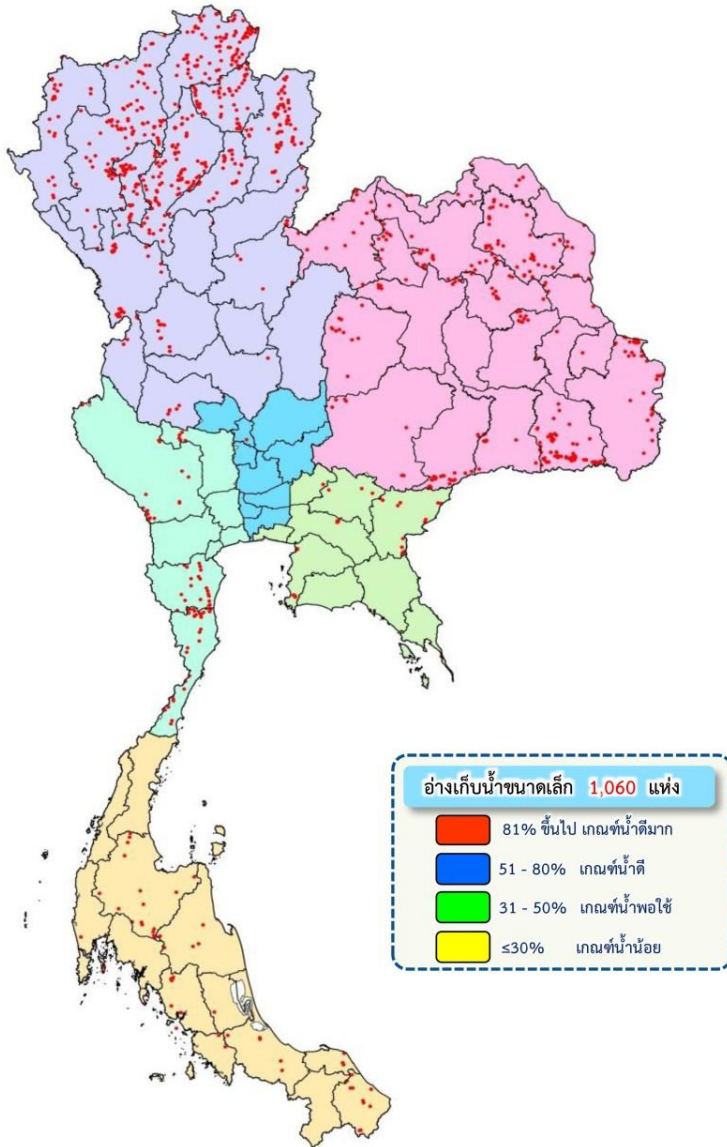 อ่างเก็บน้ำขนาดเล็ก 1,060 แห่ง
81% ขึ้นไป เกณฑ์น้ำดีมาก
51 - 80% เกณฑ์น้ำดี
31 - 50% เกณฑ์น้ำพอใช้
≤30% เกณฑ์น้ำน้อย